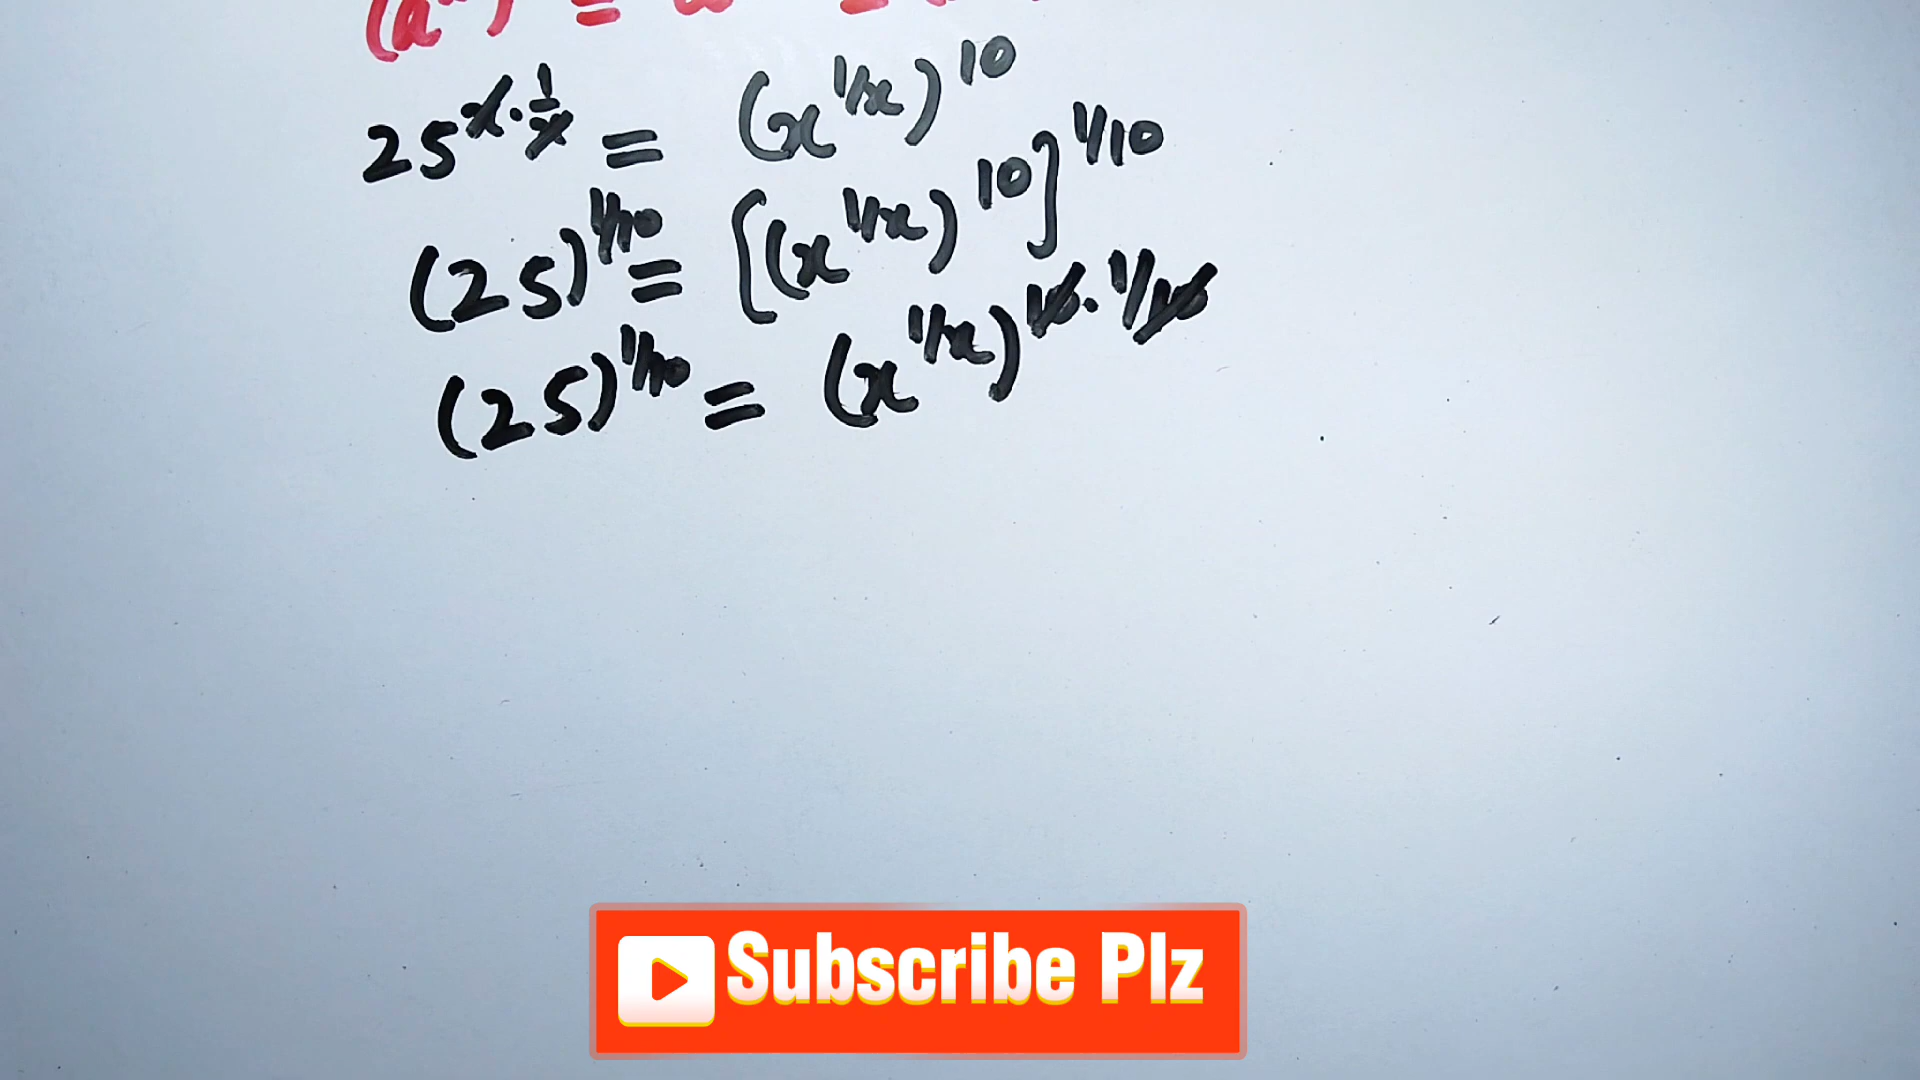 25^{x·1/x} = (x^{1/x})^{10}
(25)^{1/10} = [(x^{1/x})^{10}]^{1/10}
(25)^{1/10} = (x^{1/x})^{10·1/10}
Subscribe Plz